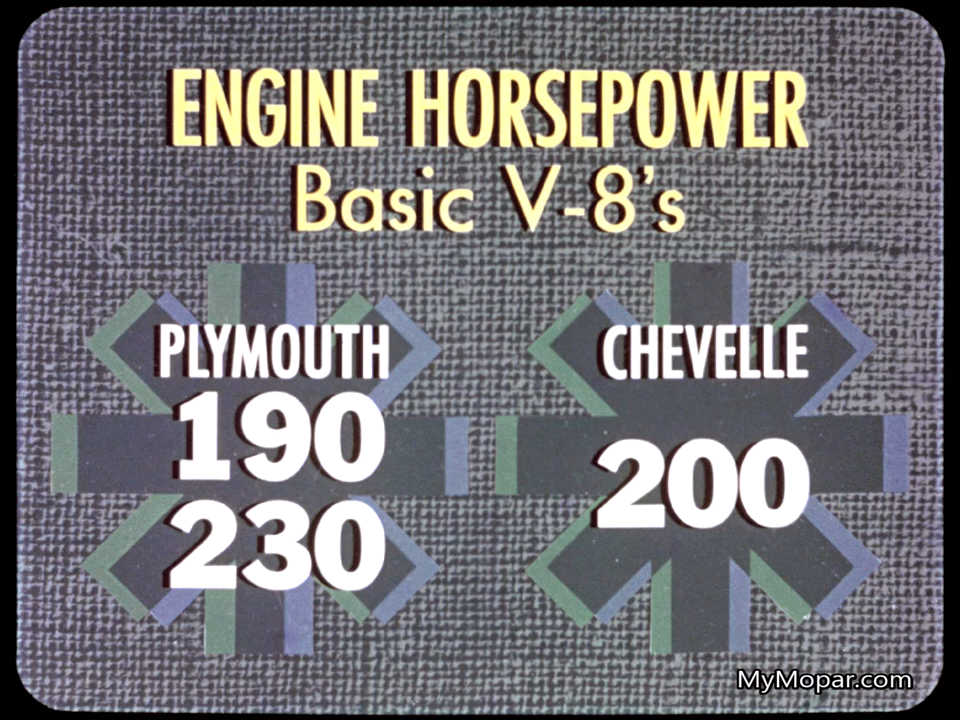 ENGINE HORSEPOWER
Basic V-8's
PLYMOUTH
190
230
CHEVELLE
200
MyMopar.com